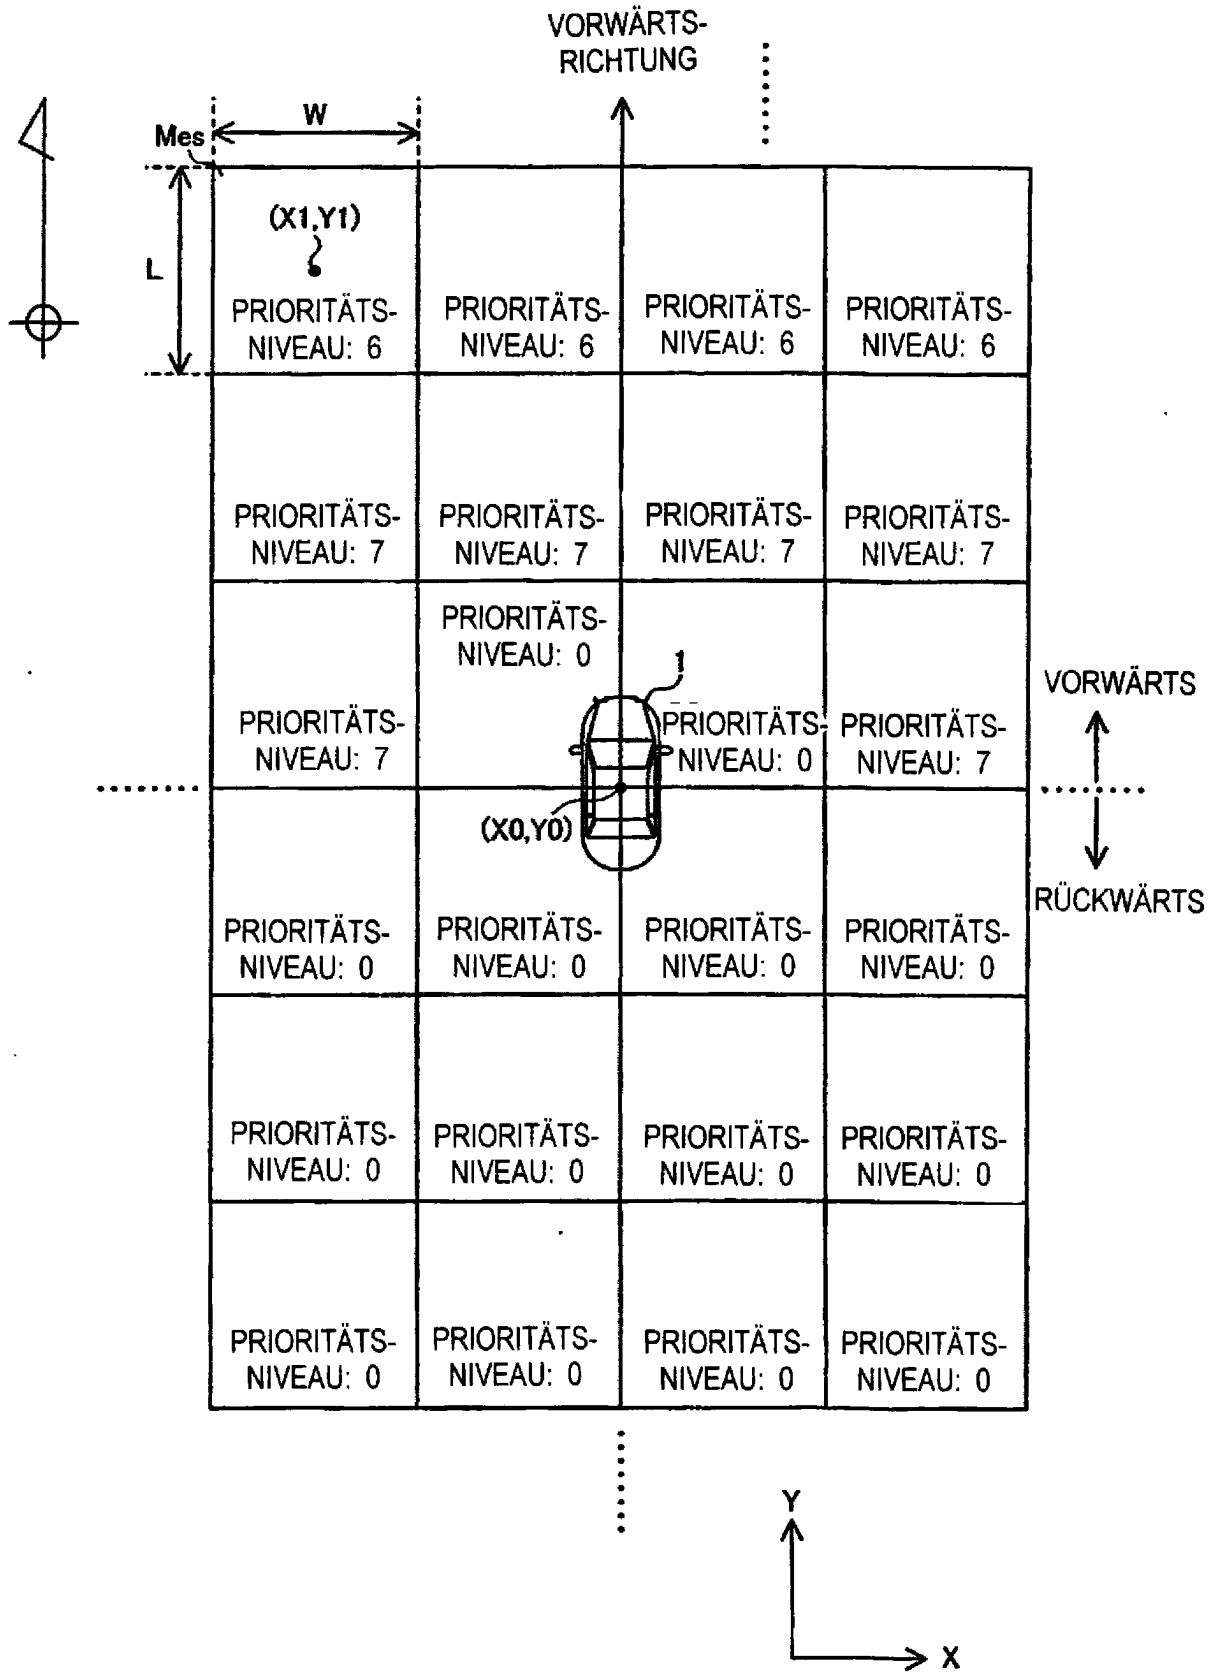 VORWÄRTS-
RICHTUNG
W
Mes
L
(X1,Y1)
PRIORITÄTS-
NIVEAU: 6
PRIORITÄTS-
NIVEAU: 6
PRIORITÄTS-
NIVEAU: 6
PRIORITÄTS-
NIVEAU: 6
PRIORITÄTS-
NIVEAU: 7
PRIORITÄTS-
NIVEAU: 7
PRIORITÄTS-
NIVEAU: 7
PRIORITÄTS-
NIVEAU: 7
PRIORITÄTS-
NIVEAU: 7
PRIORITÄTS-
NIVEAU: 0
1
PRIORITÄTS-
NIVEAU: 0
PRIORITÄTS-
NIVEAU: 7
VORWÄRTS
RÜCKWÄRTS
(X0,Y0)
PRIORITÄTS-
NIVEAU: 0
PRIORITÄTS-
NIVEAU: 0
PRIORITÄTS-
NIVEAU: 0
PRIORITÄTS-
NIVEAU: 0
PRIORITÄTS-
NIVEAU: 0
PRIORITÄTS-
NIVEAU: 0
PRIORITÄTS-
NIVEAU: 0
PRIORITÄTS-
NIVEAU: 0
PRIORITÄTS-
NIVEAU: 0
PRIORITÄTS-
NIVEAU: 0
PRIORITÄTS-
NIVEAU: 0
PRIORITÄTS-
NIVEAU: 0
Y
X